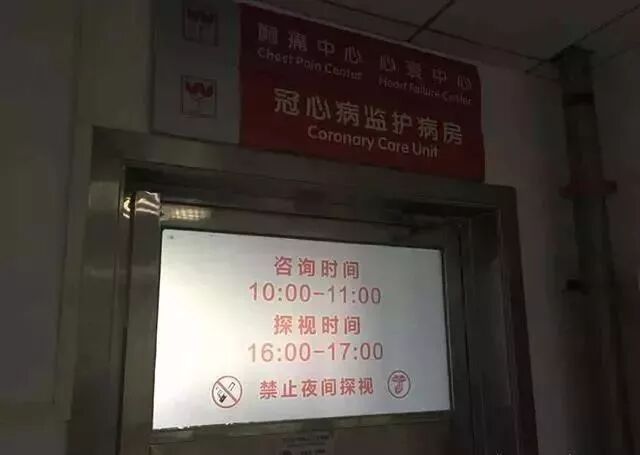 胸痛中心 心衰中心
Chest Pain Center Heart Failure Center
冠心病监护病房
Coronary Care Unit
咨询时间
10:00-11:00
探视时间
16:00-17:00
禁止夜间探视